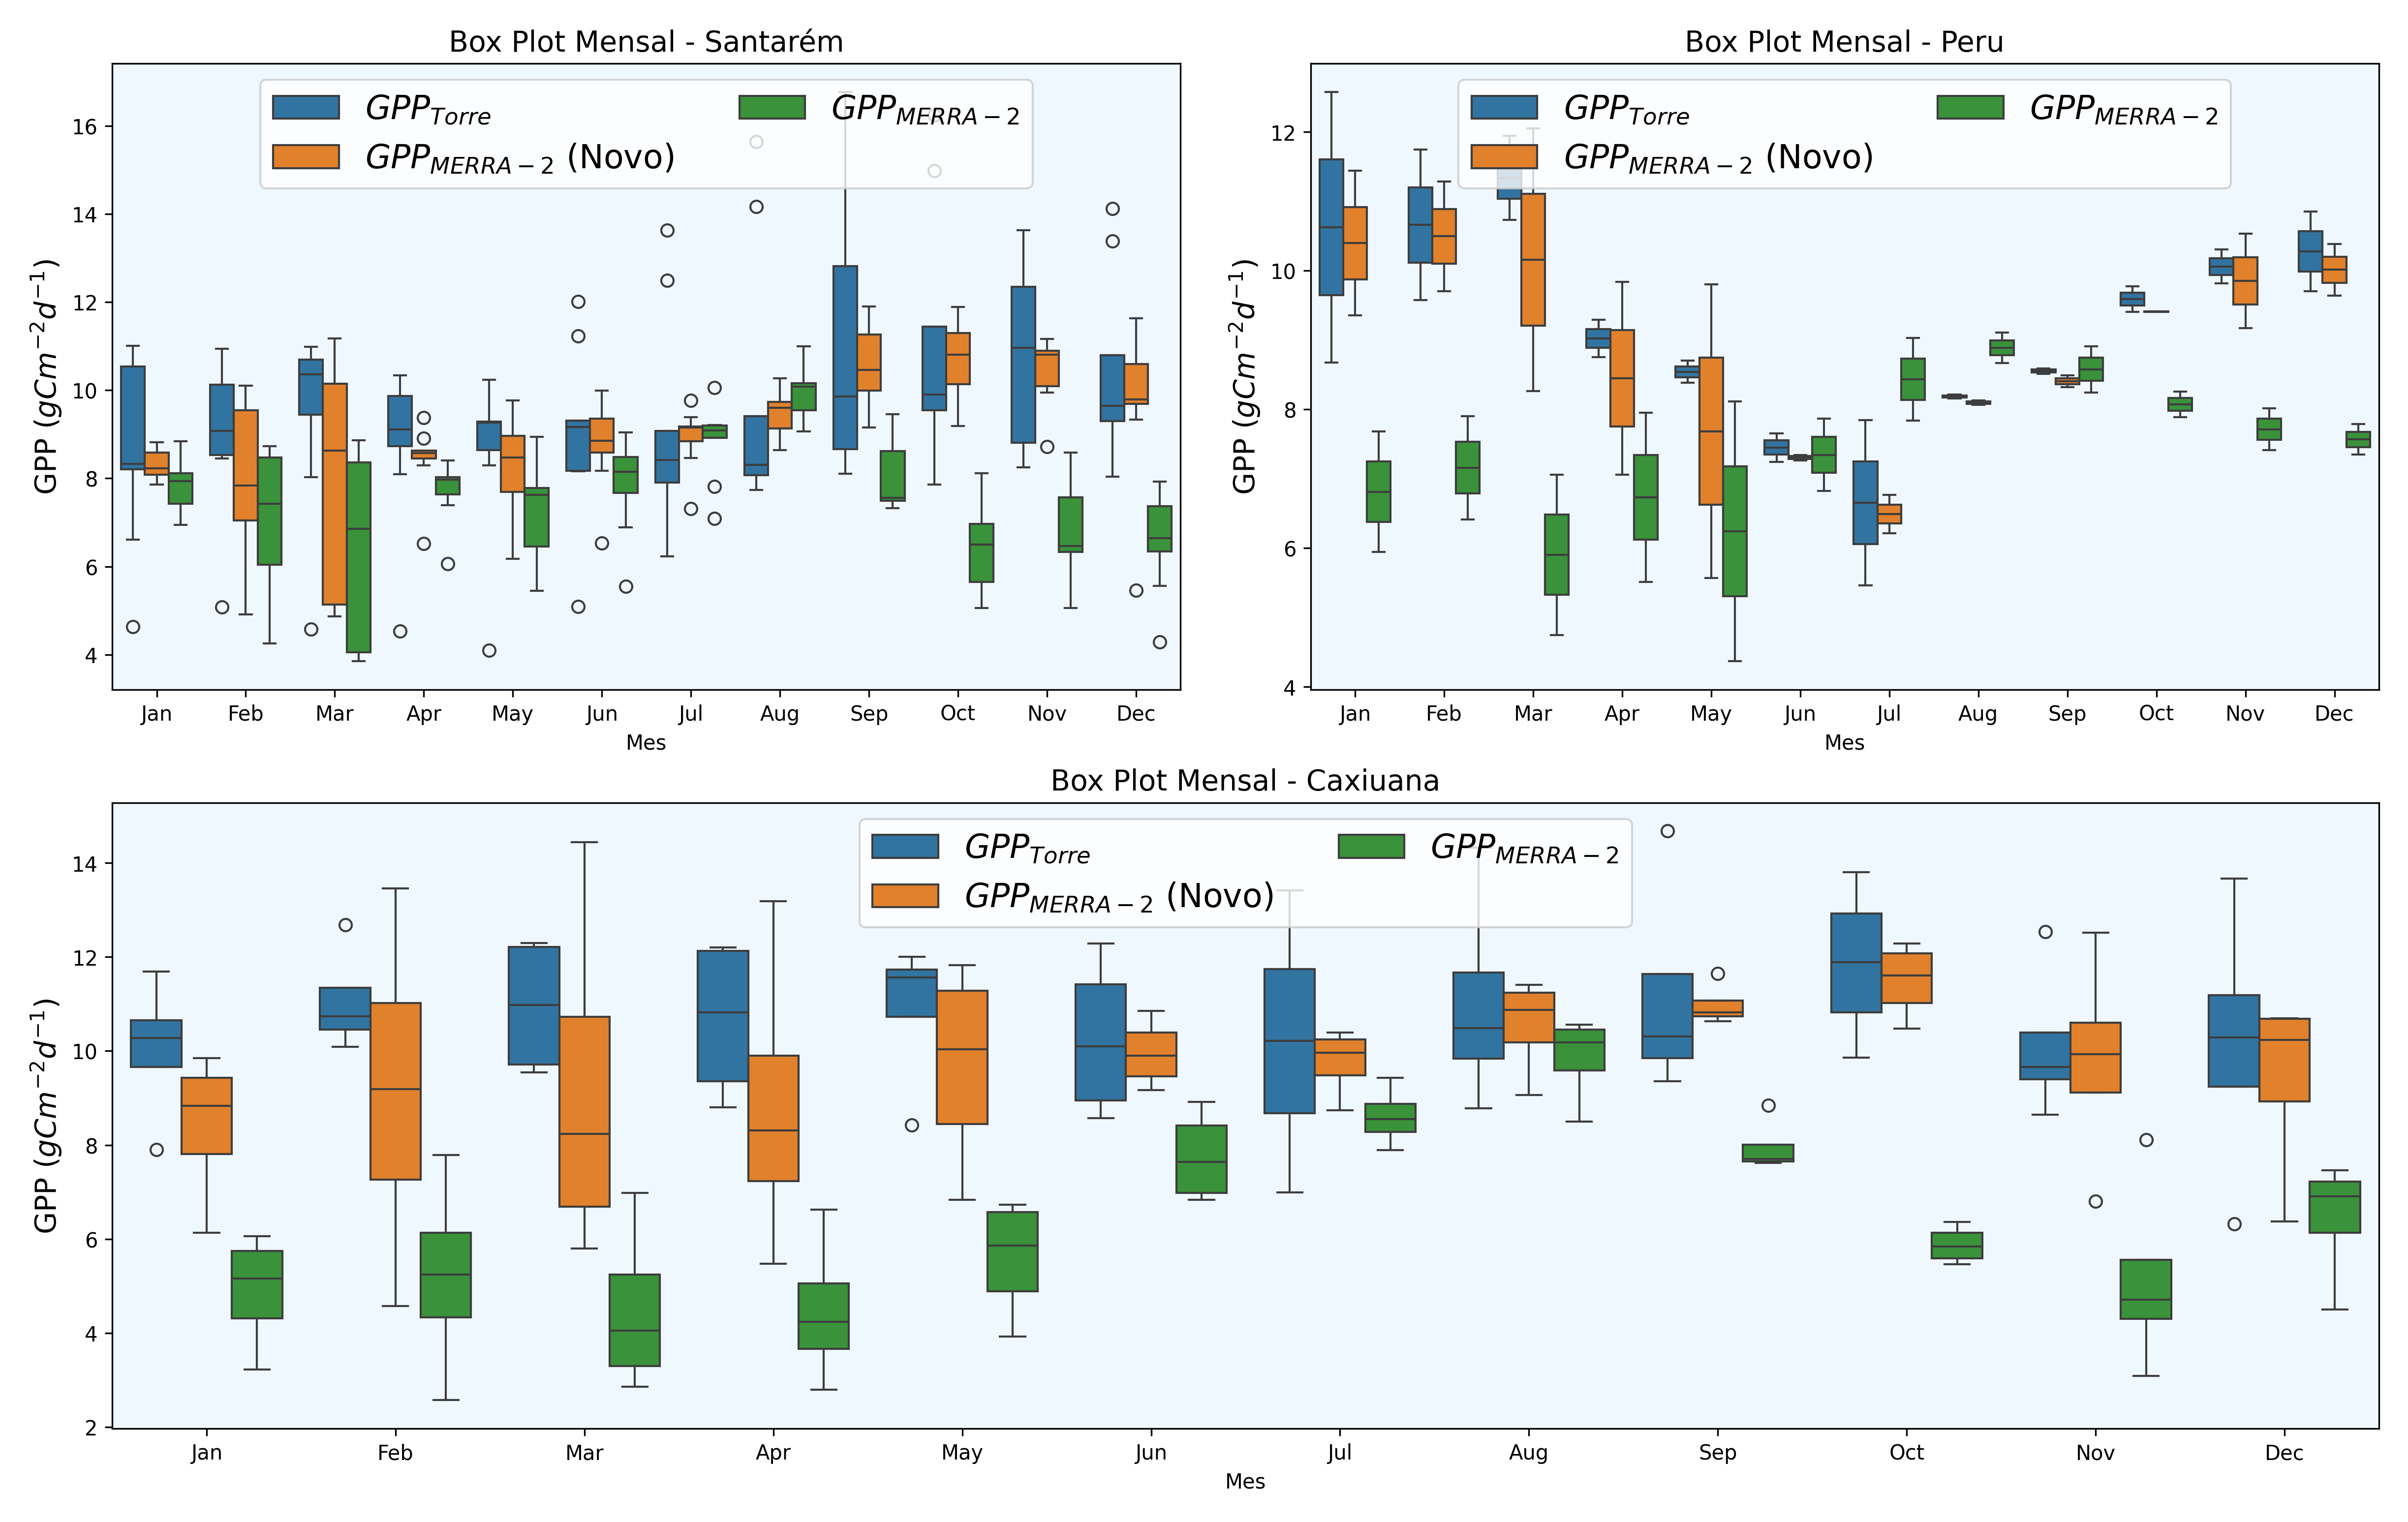 Box Plot Mensal - Santarém
GPP_Torre
GPP_MERRA-2 (Novo)
GPP_MERRA-2
GPP (gCm⁻²d⁻¹)
16
14
12
10
8
6
4
Jan Feb Mar Apr May Jun Jul Aug Sep Oct Nov Dec
Mes
Box Plot Mensal - Peru
GPP_Torre
GPP_MERRA-2 (Novo)
GPP_MERRA-2
GPP (gCm⁻²d⁻¹)
12
10
8
6
4
Jan Feb Mar Apr May Jun Jul Aug Sep Oct Nov Dec
Mes
Box Plot Mensal - Caxiuana
GPP_Torre
GPP_MERRA-2 (Novo)
GPP_MERRA-2
GPP (gCm⁻²d⁻¹)
14
12
10
8
6
4
2
Jan Feb Mar Apr May Jun Jul Aug Sep Oct Nov Dec
Mes